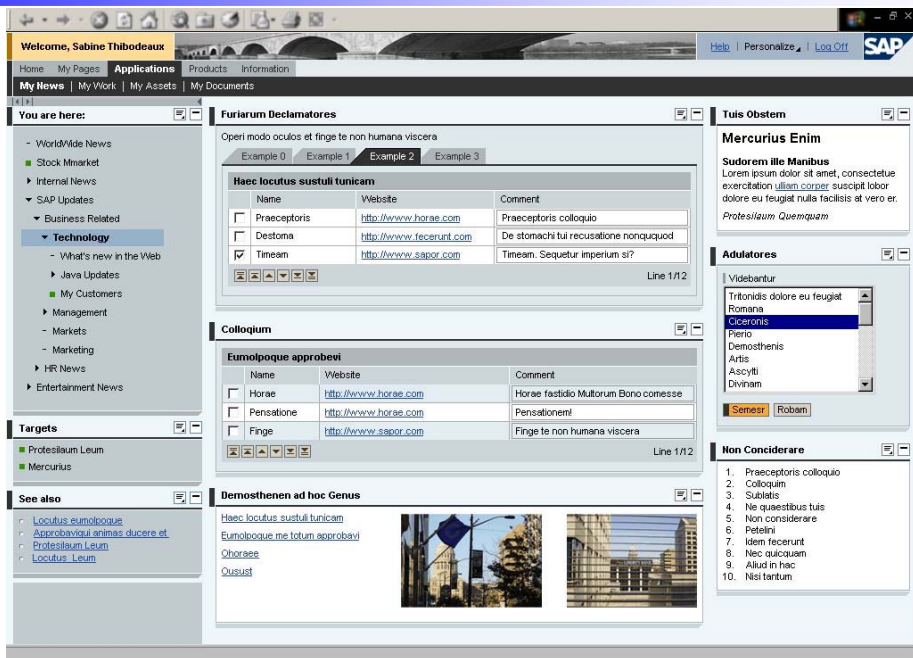 Welcome, Sabine Thibodeaux
Help | Personalize | Log Off
SAP
Home My Pages Applications Products Information
My News | My Work | My Assets | My Documents
You are here:
- WorldWide News
Stock Mmarket
Internal News
SAP Updates
Business Related
Technology
- What's new in the Web
Java Updates
My Customers
Management
- Markets
- Marketing
HR News
Entertainment News
Targets
Protesilaum Leum
Mercurius
See also
Locutus eumolpoque
Approbaviqui animas ducere et
Protesilaum Leum
Locutus Leum
Furiarum Declamatores
Operi modo oculos et finge te non humana viscera
Example 0 Example 1 Example 2 Example 3
Haec locutus sustuli tunicam
Name Website Comment
Praeceptoris http://www.horae.com Praeceptoris colloquio
Destoma http://www.fecerunt.com De stomachi tui recusatione nonququod
Timeam http://www.sapor.com Timeam. Sequetur imperium si?
Line 1/12
Colloqium
Eumolpoque approbevi
Name Website Comment
Horae http://www.horae.com Horae fastidio Multorum Bono comesse
Pensatione http://www.horae.com Pensationem!
Finge http://www.sapor.com Finge te non humana viscera
Line 1/12
Demosthenen ad hoc Genus
Haec locutus sustuli tunicam
Eumolpoque me totum approbavi
Ohoraee
Ousust
Tuis Obstem
Mercurius Enim
Sudorem ille Manibus
Lorem ipsum dolor sit amet, consectetue
exercitation ulliam corper suscipit lobor
dolore eu feugiat nulla facilisis at vero er.
Protesilaum Quemquam
Adulatores
Videbantur
Tritonidis dolore eu feugiat
Romana
Ciceronis
Pierio
Demosthenis
Artis
Ascylti
Divinam
Semesr Robam
Non Conciderare
1. Praeceptoris colloquio
2. Colloquim
3. Sublatis
4. Ne quaestibus tuis
5. Non considerare
6. Petelini
7. Idem fecerunt
8. Nec quicquam
9. Aliud in hac
10. Nisi tantum